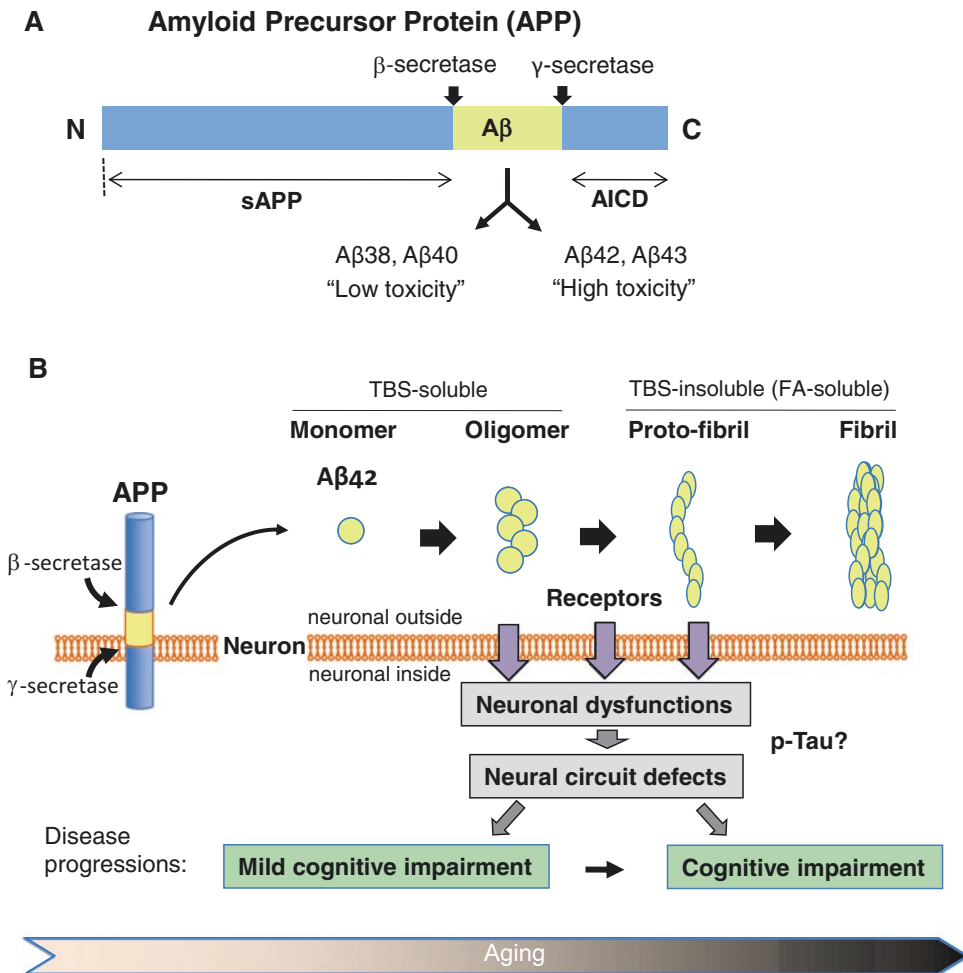 A
Amyloid Precursor Protein (APP)
β-secretase
γ-secretase
N
Aβ
C
sAPP
AICD
Aβ38, Aβ40
“Low toxicity”
Aβ42, Aβ43
“High toxicity”
B
TBS-soluble
TBS-insoluble (FA-soluble)
Monomer
Oligomer
Proto-fibril
Fibril
Aβ42
APP
β-secretase
γ-secretase
Receptors
neuronal outside
Neuron
neuronal inside
Neuronal dysfunctions
p-Tau?
Neural circuit defects
Disease
progressions:
Mild cognitive impairment
Cognitive impairment
Aging